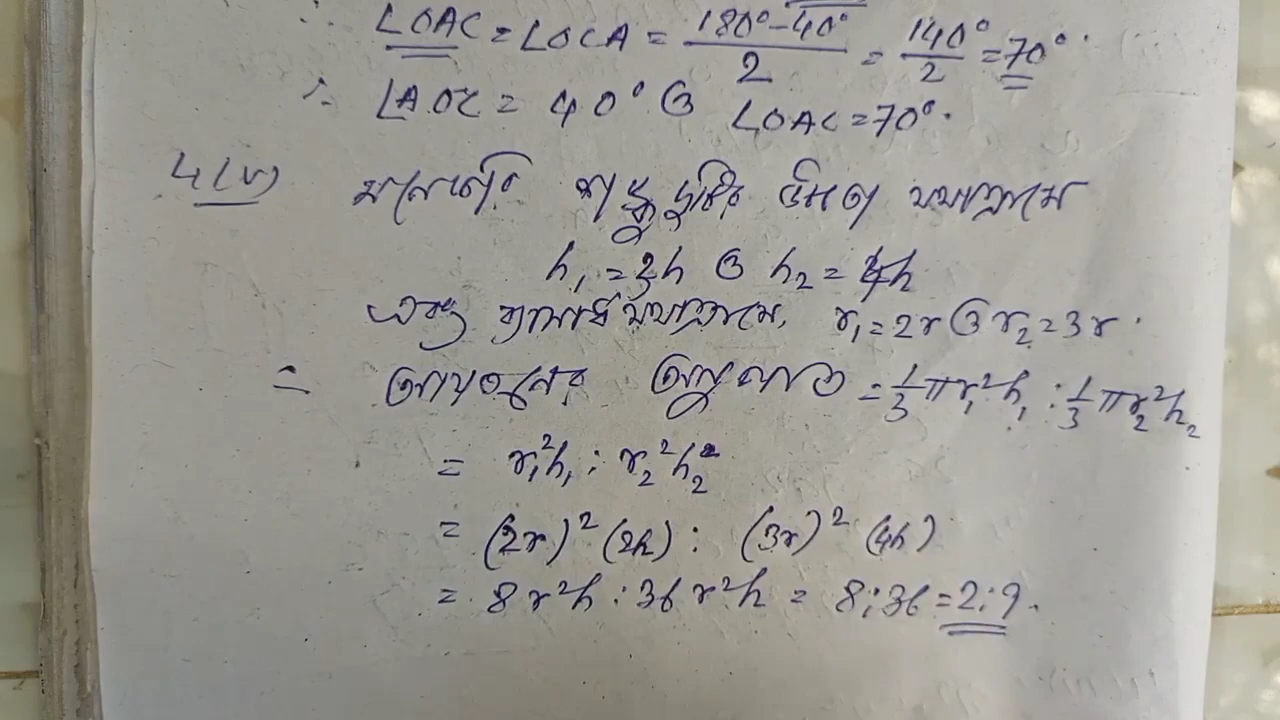 ∴ ∠OAC = ∠OCA = (180° - 40°)/2 = 140°/2 = 70°.
∴ ∠AOC = 40° ও ∠OAC = 70°.
4(v) মনেকরি শঙ্কু দুটির উচ্চতা যথাক্রমে
h₁ = 2h ও h₂ = 4h
এবং ব্যাসার্ধ যথাক্রমে, r₁ = 2r ও r₂ = 3r.
= আয়তনের অনুপাত = 1/3 πr₁²h₁ : 1/3 πr₂²h₂
= r₁²h₁ : r₂²h₂
= (2r)² (2h) : (3r)² (4h)
= 8r²h : 36r²h = 8:36 = 2:9.